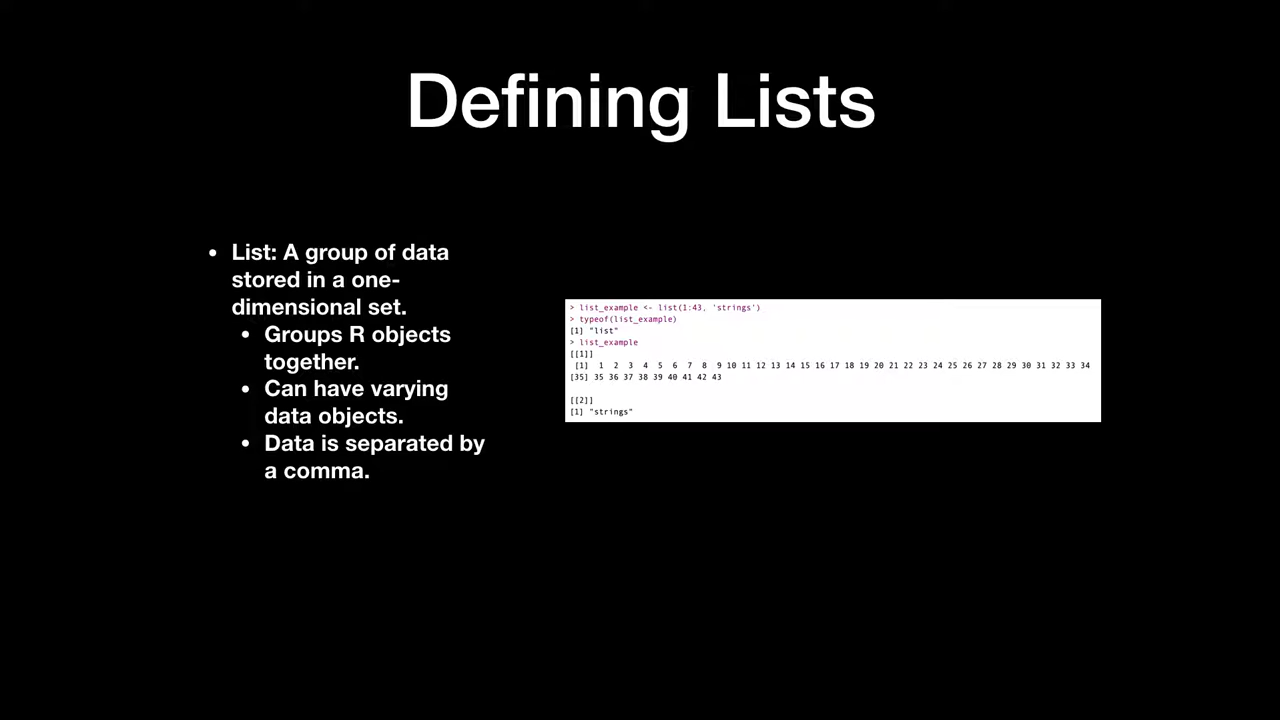 Defining Lists
• List: A group of data
stored in a one-
dimensional set.
• Groups R objects
together.
• Can have varying
data objects.
• Data is separated by
a comma.
> list_example <- list(1:43, 'strings')
> typeof(list_example)
[1] "list"
> list_example
[[1]]
[1] 1 2 3 4 5 6 7 8 9 10 11 12 13 14 15 16 17 18 19 20 21 22 23 24 25 26 27 28 29 30 31 32 33 34
[35] 35 36 37 38 39 40 41 42 43
[[2]]
[1] "strings"